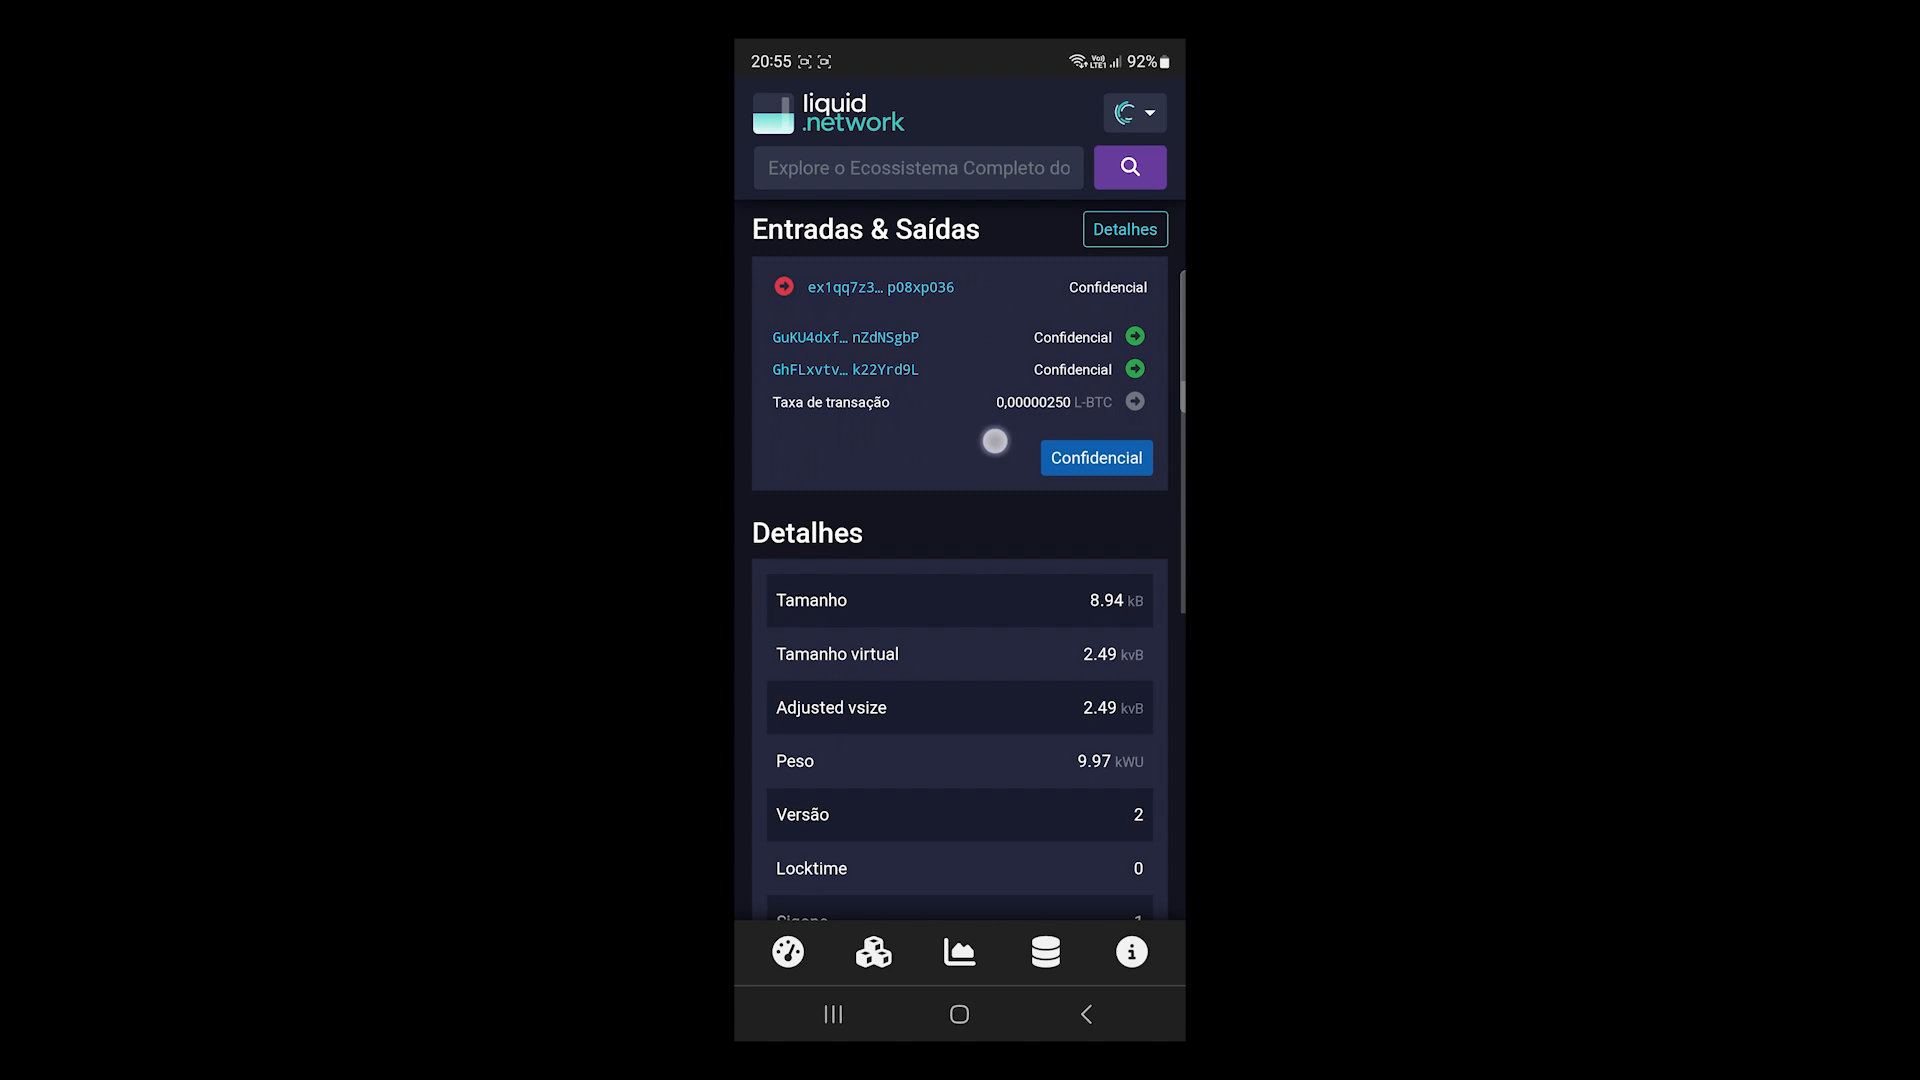 20:55 Vo) LTE1 92%
liquid
.network
Explore o Ecossistema Completo do
Entradas & Saídas Detalhes
ex1qq7z3… p08xp036 Confidencial
GuKU4dxf… nZdNSgbP Confidencial
GhFLxvtv… k22Yrd9L Confidencial
Taxa de transação 0,00000250 L-BTC
Confidencial
Detalhes
Tamanho 8.94 kB
Tamanho virtual 2.49 kvB
Adjusted vsize 2.49 kvB
Peso 9.97 kWU
Versão 2
Locktime 0